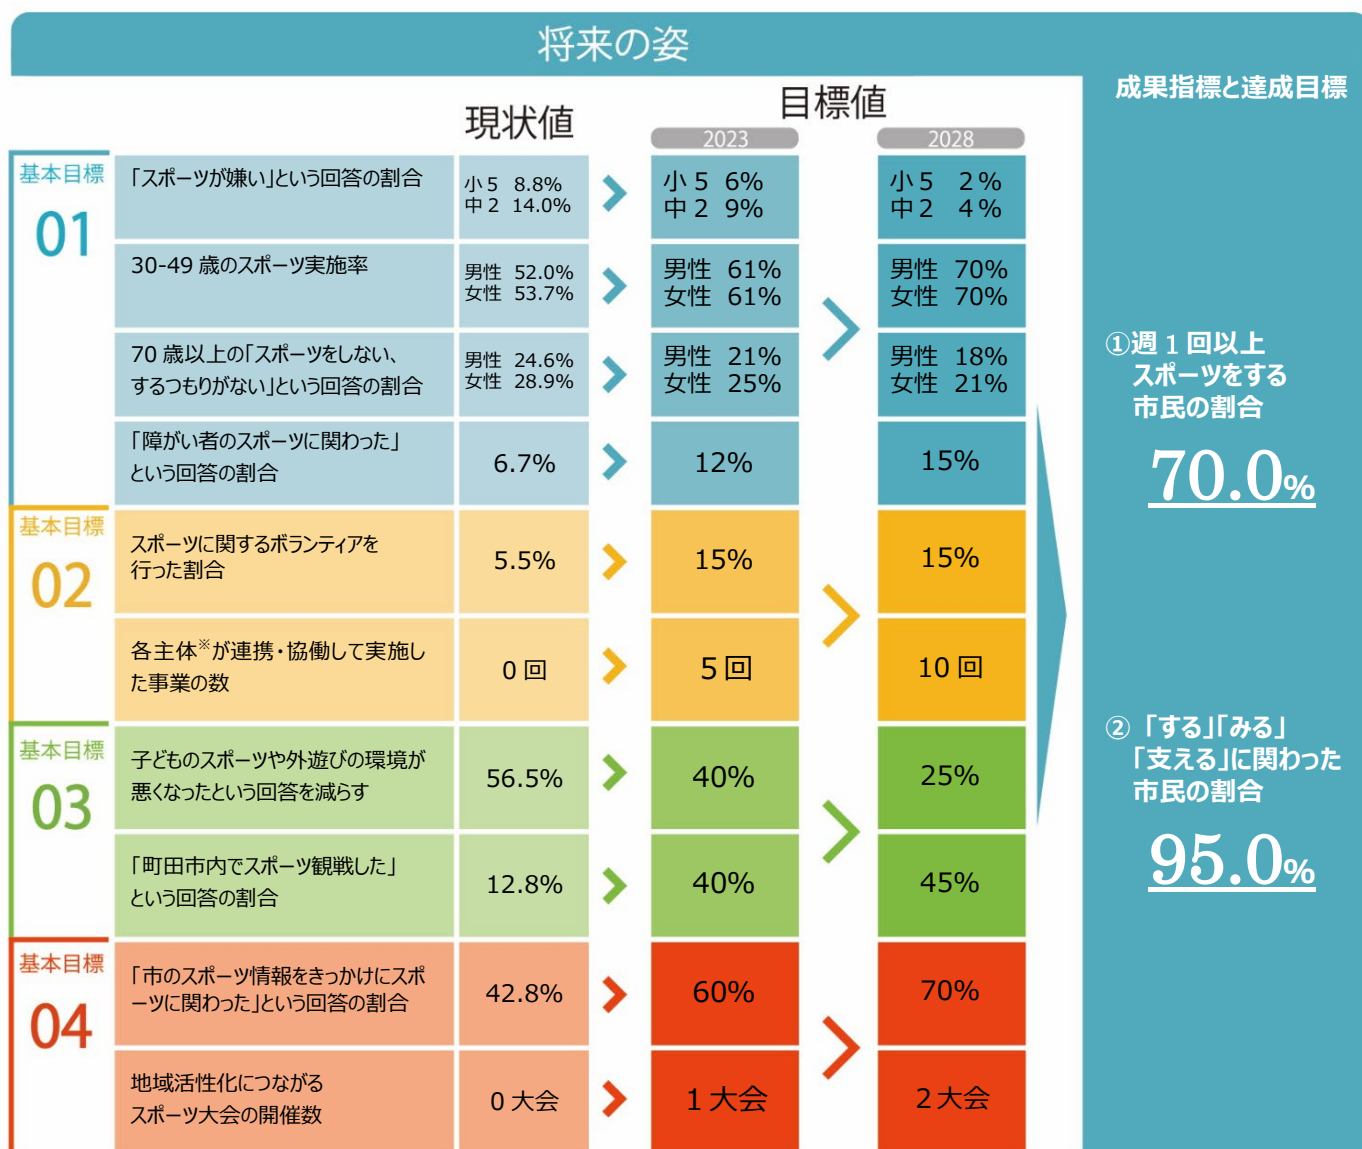 将来の姿
成果指標と達成目標
現状値
目標値
2023
2028
基本目標
01
「スポーツが嫌い」という回答の割合
小5 8.8%
中2 14.0%
小5 6%
中2 9%
小5 2%
中2 4%
30-49 歳のスポーツ実施率
男性 52.0%
女性 53.7%
男性 61%
女性 61%
男性 70%
女性 70%
70 歳以上の「スポーツをしない、
するつもりがない」という回答の割合
男性 24.6%
女性 28.9%
男性 21%
女性 25%
男性 18%
女性 21%
「障がい者のスポーツに関わった」
という回答の割合
6.7%
12%
15%
基本目標
02
スポーツに関するボランティアを
行った割合
5.5%
15%
15%
各主体※が連携・協働して実施し
た事業の数
0 回
5 回
10 回
基本目標
03
子どものスポーツや外遊びの環境が
悪くなったという回答を減らす
56.5%
40%
25%
「町田市内でスポーツ観戦した」
という回答の割合
12.8%
40%
45%
基本目標
04
「市のスポーツ情報をきっかけにスポ
ーツに関わった」という回答の割合
42.8%
60%
70%
地域活性化につながる
スポーツ大会の開催数
0 大会
1 大会
2 大会
①週 1 回以上
スポーツをする
市民の割合
70.0%
② 「する」「みる」
「支える」に関わった
市民の割合
95.0%